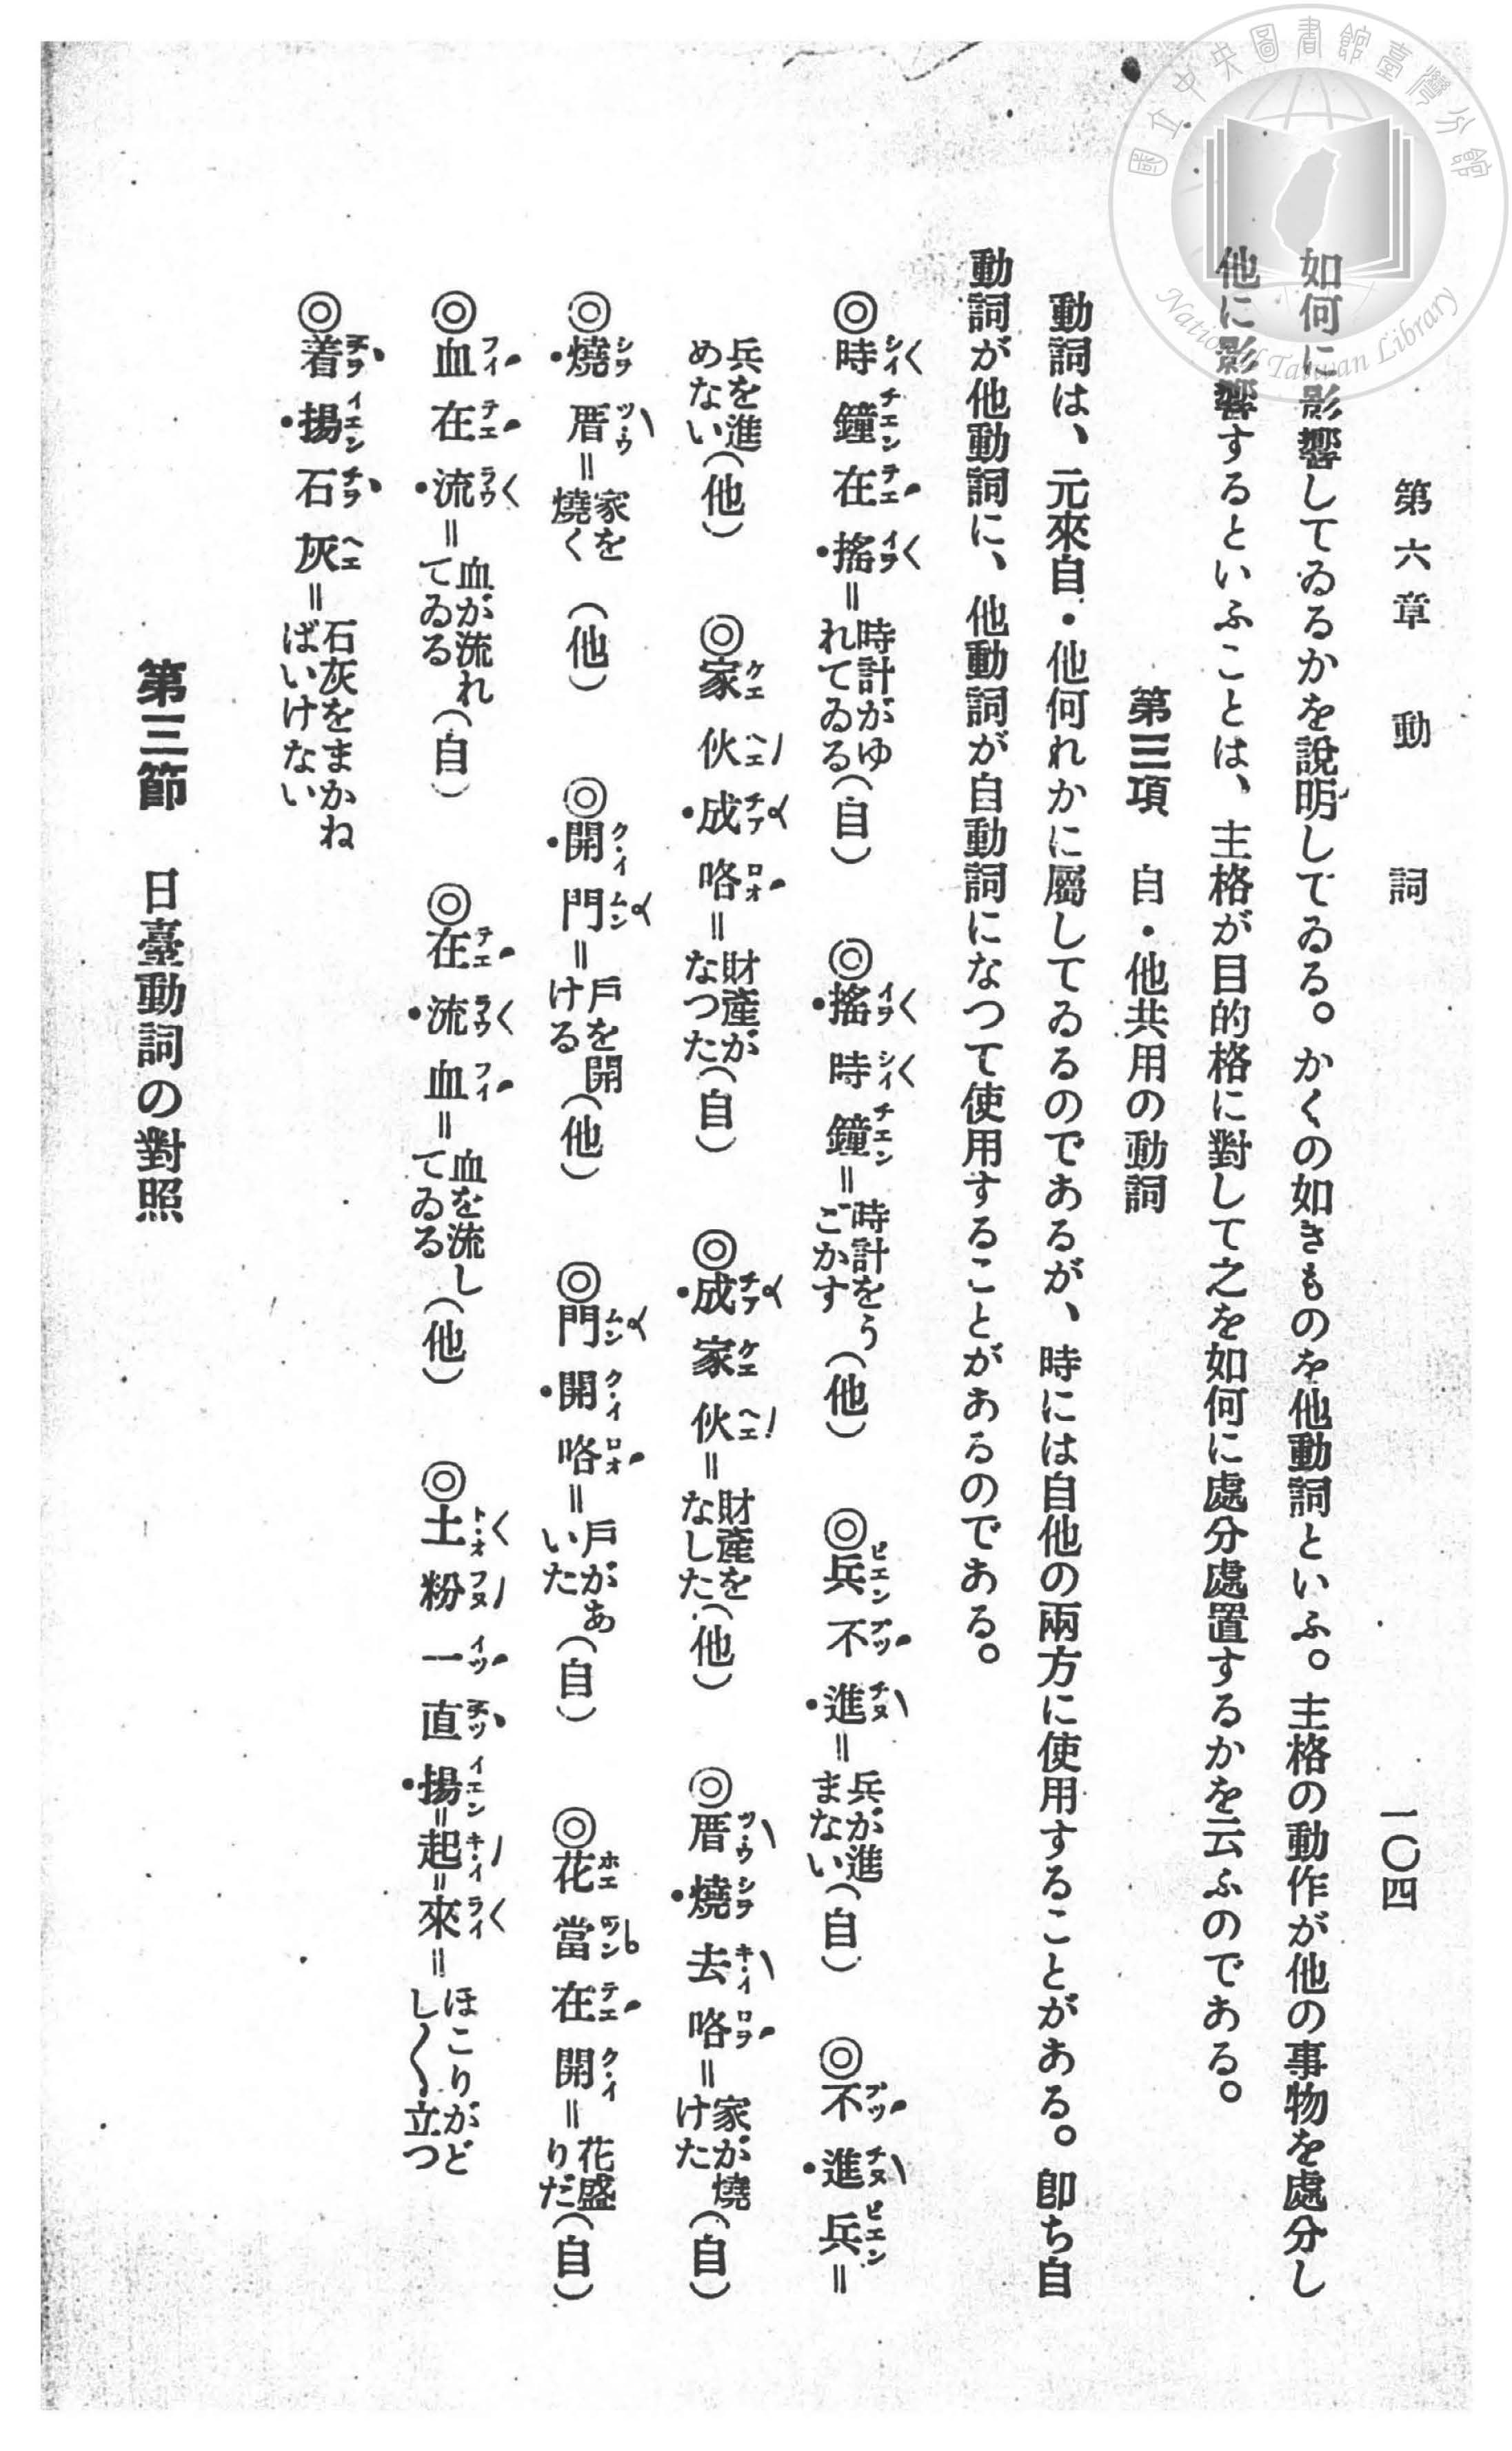 國立中央圖書館臺灣分館
National Taiwan Library
第六章 動詞 一〇四
如何に影響してゐるかを說明してゐる。かくの如きものを他動詞といふ。主格の動作が他の事物を處分し
他に影響するといふことは、主格が目的格に對して之を如何に處分處置するかを云ふのである。
第三項 自・他共用の動詞
動詞は、元來自・他何れかに屬してゐるのであるが、時には自他の兩方に使用することがある。卽ち自
動詞が他動詞に、他動詞が自動詞になつて使用することがあるのである。
◎時鐘在搖＝時計がゆれてゐる（自） ◎搖時鐘＝時計をうごかす（他） ◎兵不進＝兵が進まない（自） ◎不進兵＝
兵を進めない（他） ◎家伙成咯＝財產がなつた（自） ◎成家伙＝財產をなした（他） ◎厝燒去咯＝家が燒けた（自）
◎燒厝＝家を燒く（他） ◎開門＝戶を開ける（他） ◎門開咯＝戶があいた（自） ◎花當在開＝花盛りだ（自）
◎血在流＝血が流れてゐる（自） ◎在流血＝血を流してゐる（他） ◎土粉一直揚＝起＝來＝ほこりがどし〱立つ
◎着揚石灰＝石灰をまかねばいけない
第三節 日臺動詞の對照